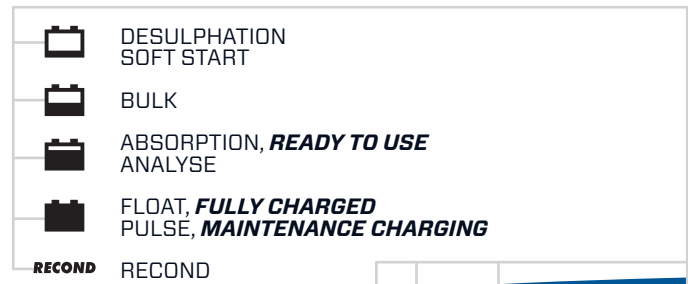 DESULPHATION
SOFT START
BULK
ABSORPTION, READY TO USE
ANALYSE
FLOAT, FULLY CHARGED
PULSE, MAINTENANCE CHARGING
RECOND RECOND